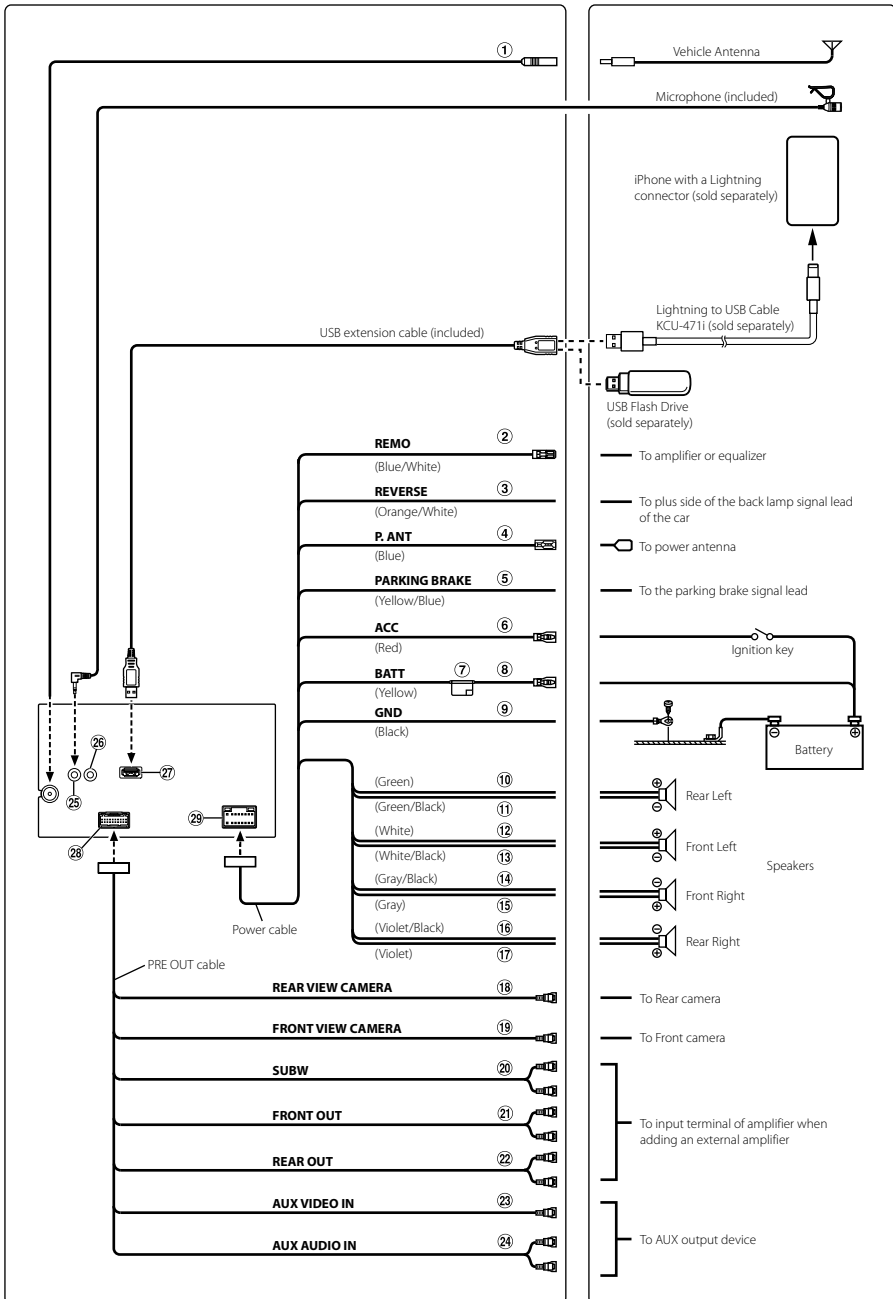 ①
Vehicle Antenna
Microphone (included)
iPhone with a Lightning
connector (sold separately)
Lightning to USB Cable
KCU-471i (sold separately)
USB extension cable (included)
USB Flash Drive
(sold separately)
REMO ②
(Blue/White)
To amplifier or equalizer
REVERSE ③
(Orange/White)
To plus side of the back lamp signal lead
of the car
P. ANT ④
(Blue)
To power antenna
PARKING BRAKE ⑤
(Yellow/Blue)
To the parking brake signal lead
ACC ⑥
(Red)
Ignition key
BATT ⑦ ⑧
(Yellow)
GND ⑨
(Black)
⊖ ⊕
Battery
㉖
㉕
㉗
㉘
㉙
(Green) ⑩
(Green/Black) ⑪
⊕
⊖
Rear Left
(White) ⑫
(White/Black) ⑬
⊕
⊖
Front Left
Speakers
(Gray/Black) ⑭
(Gray) ⑮
⊖
⊕
Front Right
(Violet/Black) ⑯
(Violet) ⑰
⊖
⊕
Rear Right
Power cable
PRE OUT cable
REAR VIEW CAMERA ⑱
To Rear camera
FRONT VIEW CAMERA ⑲
To Front camera
SUBW ⑳
FRONT OUT ㉑
To input terminal of amplifier when
adding an external amplifier
REAR OUT ㉒
AUX VIDEO IN ㉓
To AUX output device
AUX AUDIO IN ㉔